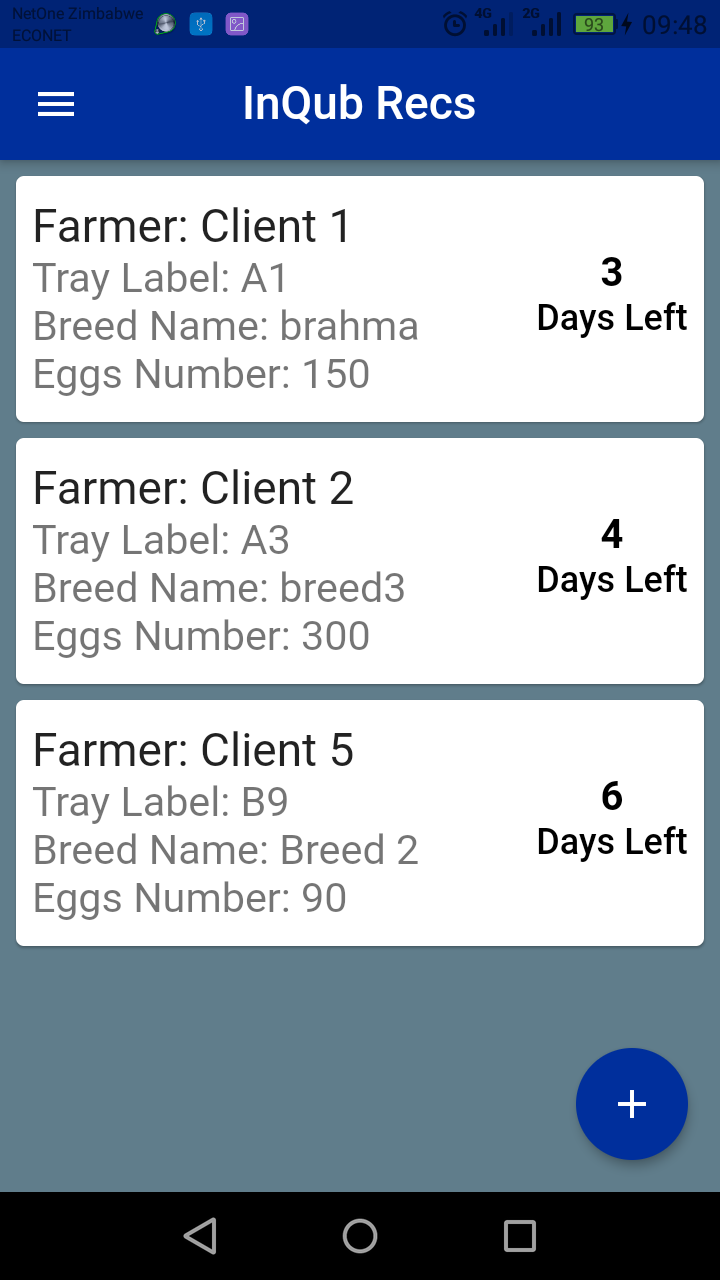 NetOne Zimbabwe
ECONET
4G 2G 93 09:48
InQub Recs
Farmer: Client 1
Tray Label: A1
Breed Name: brahma
Eggs Number: 150
3
Days Left
Farmer: Client 2
Tray Label: A3
Breed Name: breed3
Eggs Number: 300
4
Days Left
Farmer: Client 5
Tray Label: B9
Breed Name: Breed 2
Eggs Number: 90
6
Days Left
+